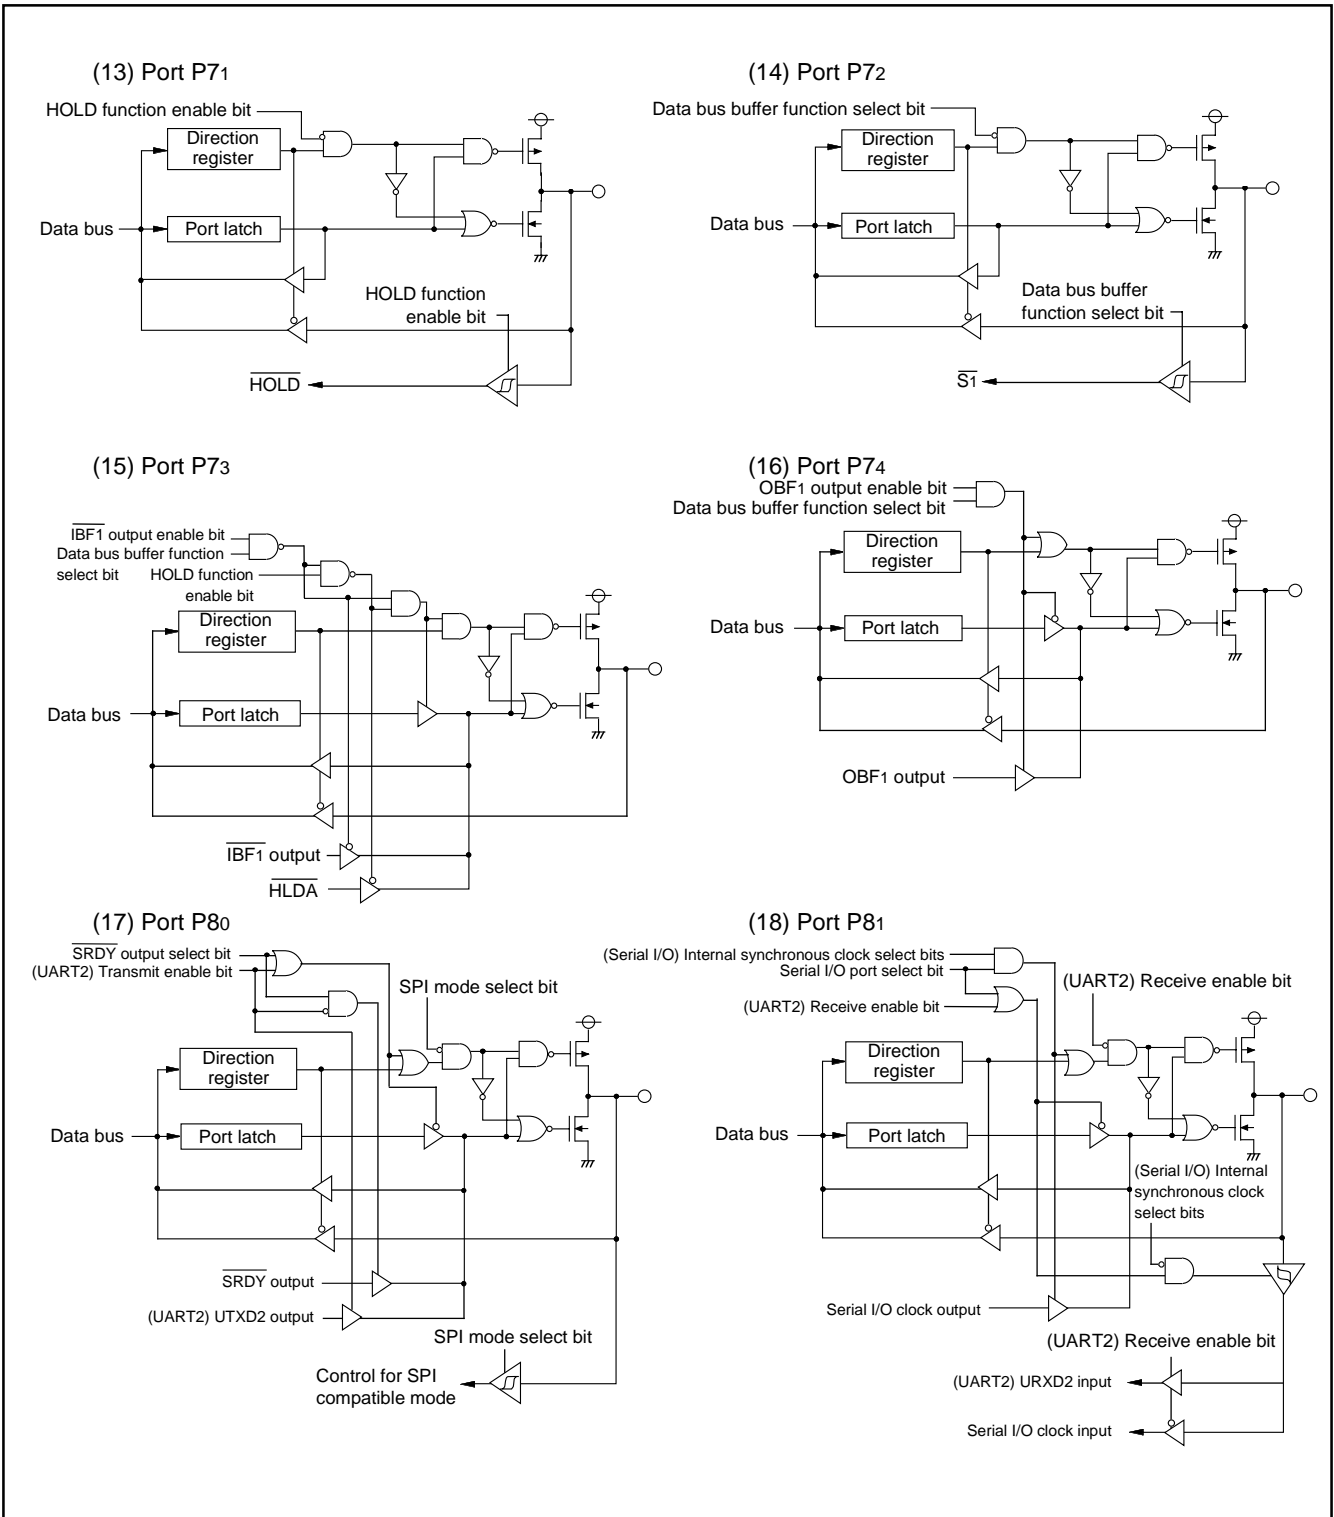 (13) Port P71
HOLD function enable bit
Direction
register
Data bus
Port latch
HOLD function
enable bit
HOLD
(14) Port P72
Data bus buffer function select bit
Direction
register
Data bus
Port latch
Data bus buffer
function select bit
S1
(15) Port P73
IBF1 output enable bit
Data bus buffer function
select bit
HOLD function
enable bit
Direction
register
Data bus
Port latch
IBF1 output
HLDA
(16) Port P74
OBF1 output enable bit
Data bus buffer function select bit
Direction
register
Data bus
Port latch
OBF1 output
(17) Port P80
SRDY output select bit
(UART2) Transmit enable bit
SPI mode select bit
Direction
register
Data bus
Port latch
SRDY output
(UART2) UTXD2 output
SPI mode select bit
Control for SPI
compatible mode
(18) Port P81
(Serial I/O) Internal synchronous clock select bits
Serial I/O port select bit
(UART2) Receive enable bit
(UART2) Receive enable bit
Direction
register
Data bus
Port latch
(Serial I/O) Internal
synchronous clock
select bits
Serial I/O clock output
(UART2) Receive enable bit
(UART2) URXD2 input
Serial I/O clock input